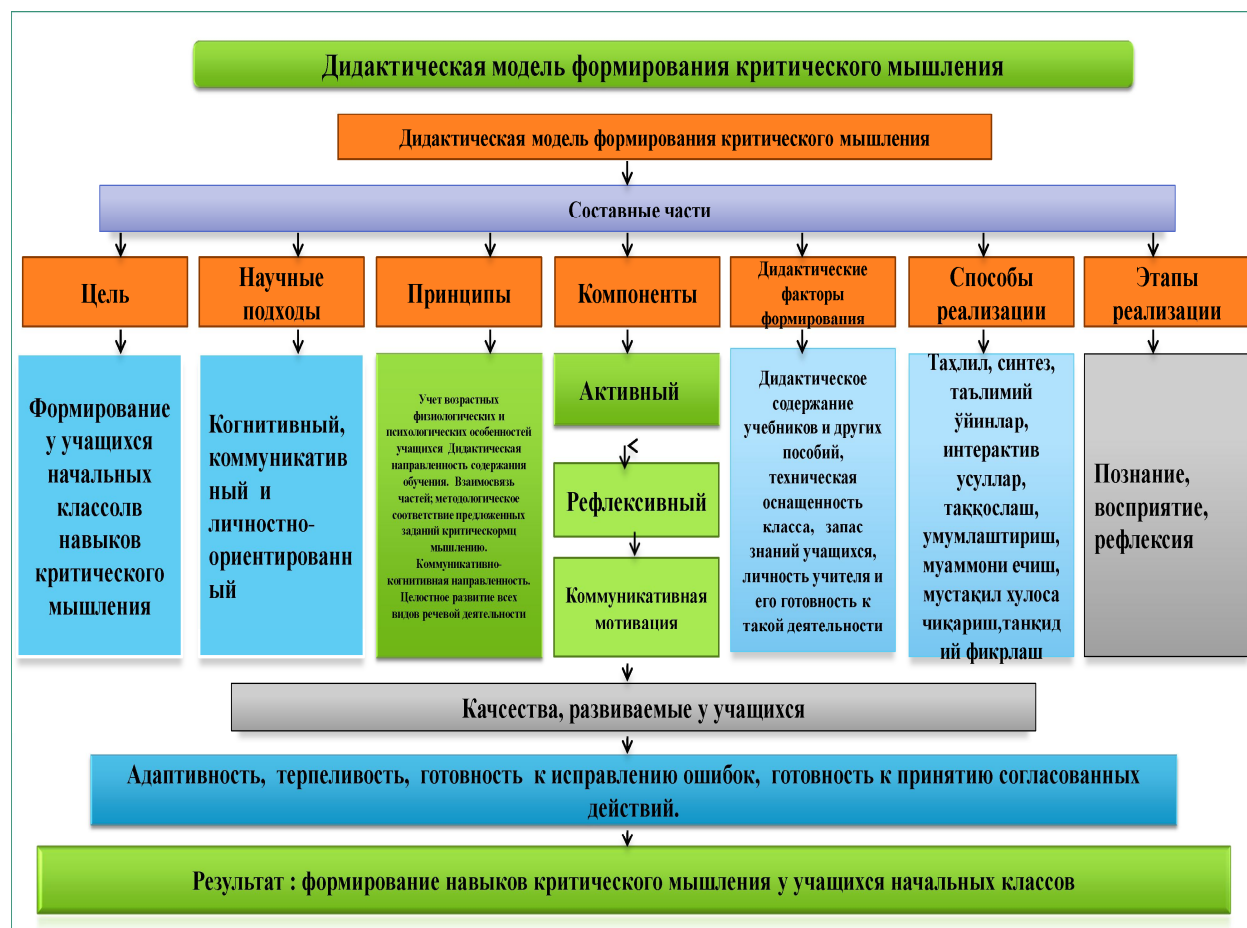 Дидактическая модель формирования критического мышления
Дидактическая модель формирования критического мышления
Составные части
Цель
Научные
подходы
Принципы
Компоненты
Дидактические
факторы
формирования
Способы
реализации
Этапы
реализации
Формирование
у учащихся
начальных
классолв
навыков
критического
мышления
Когнитивный,
коммуникатив
ный и
личностно-
ориентированн
ый
Учет возрастных
физиологических и
психологических особенностей
учащихся Дидактическая
направленность содержания
обучения. Взаимосвязь
частей; методологическое
соответствие предложенных
заданий критическормц
мышлению.
Коммуникативно-
когнитивная направленность.
Целостное развитие всех
видов речевой деятельности
Активный
Рефлексивный
Коммуникативная
мотивация
Дидактическое
содержание
учебников и других
пособий,
техническая
оснащенность
класса, запас
знаний учащихся,
личность учителя и
его готовность к
такой деятельности
Таҳлил, синтез,
таълимий
ўйинлар,
интерактив
усуллар,
таққослаш,
умумлаштириш,
муаммони ечиш,
мустақил хулоса
чиқариш,танқид
ий фикрлаш
Познание,
восприятие,
рефлексия
Качсества, развиваемые у учащихся
Адаптивность, терпеливость, готовность к исправлению ошибок, готовность к принятию согласованных
действий.
Результат : формирование навыков критического мышления у учащихся начальных классов